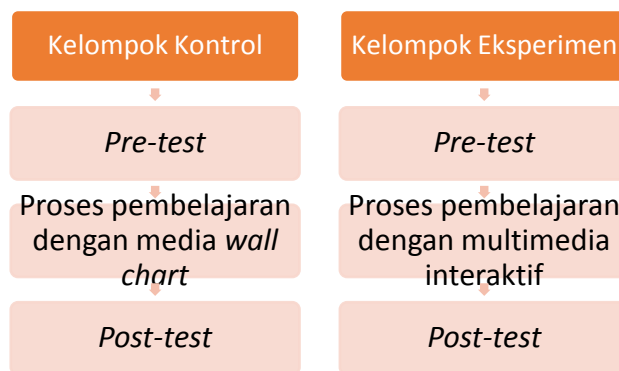 Kelompok Kontrol
Pre-test
Proses pembelajaran
dengan media wall
chart
Post-test
Kelompok Eksperimen
Pre-test
Proses pembelajaran
dengan multimedia
interaktif
Post-test